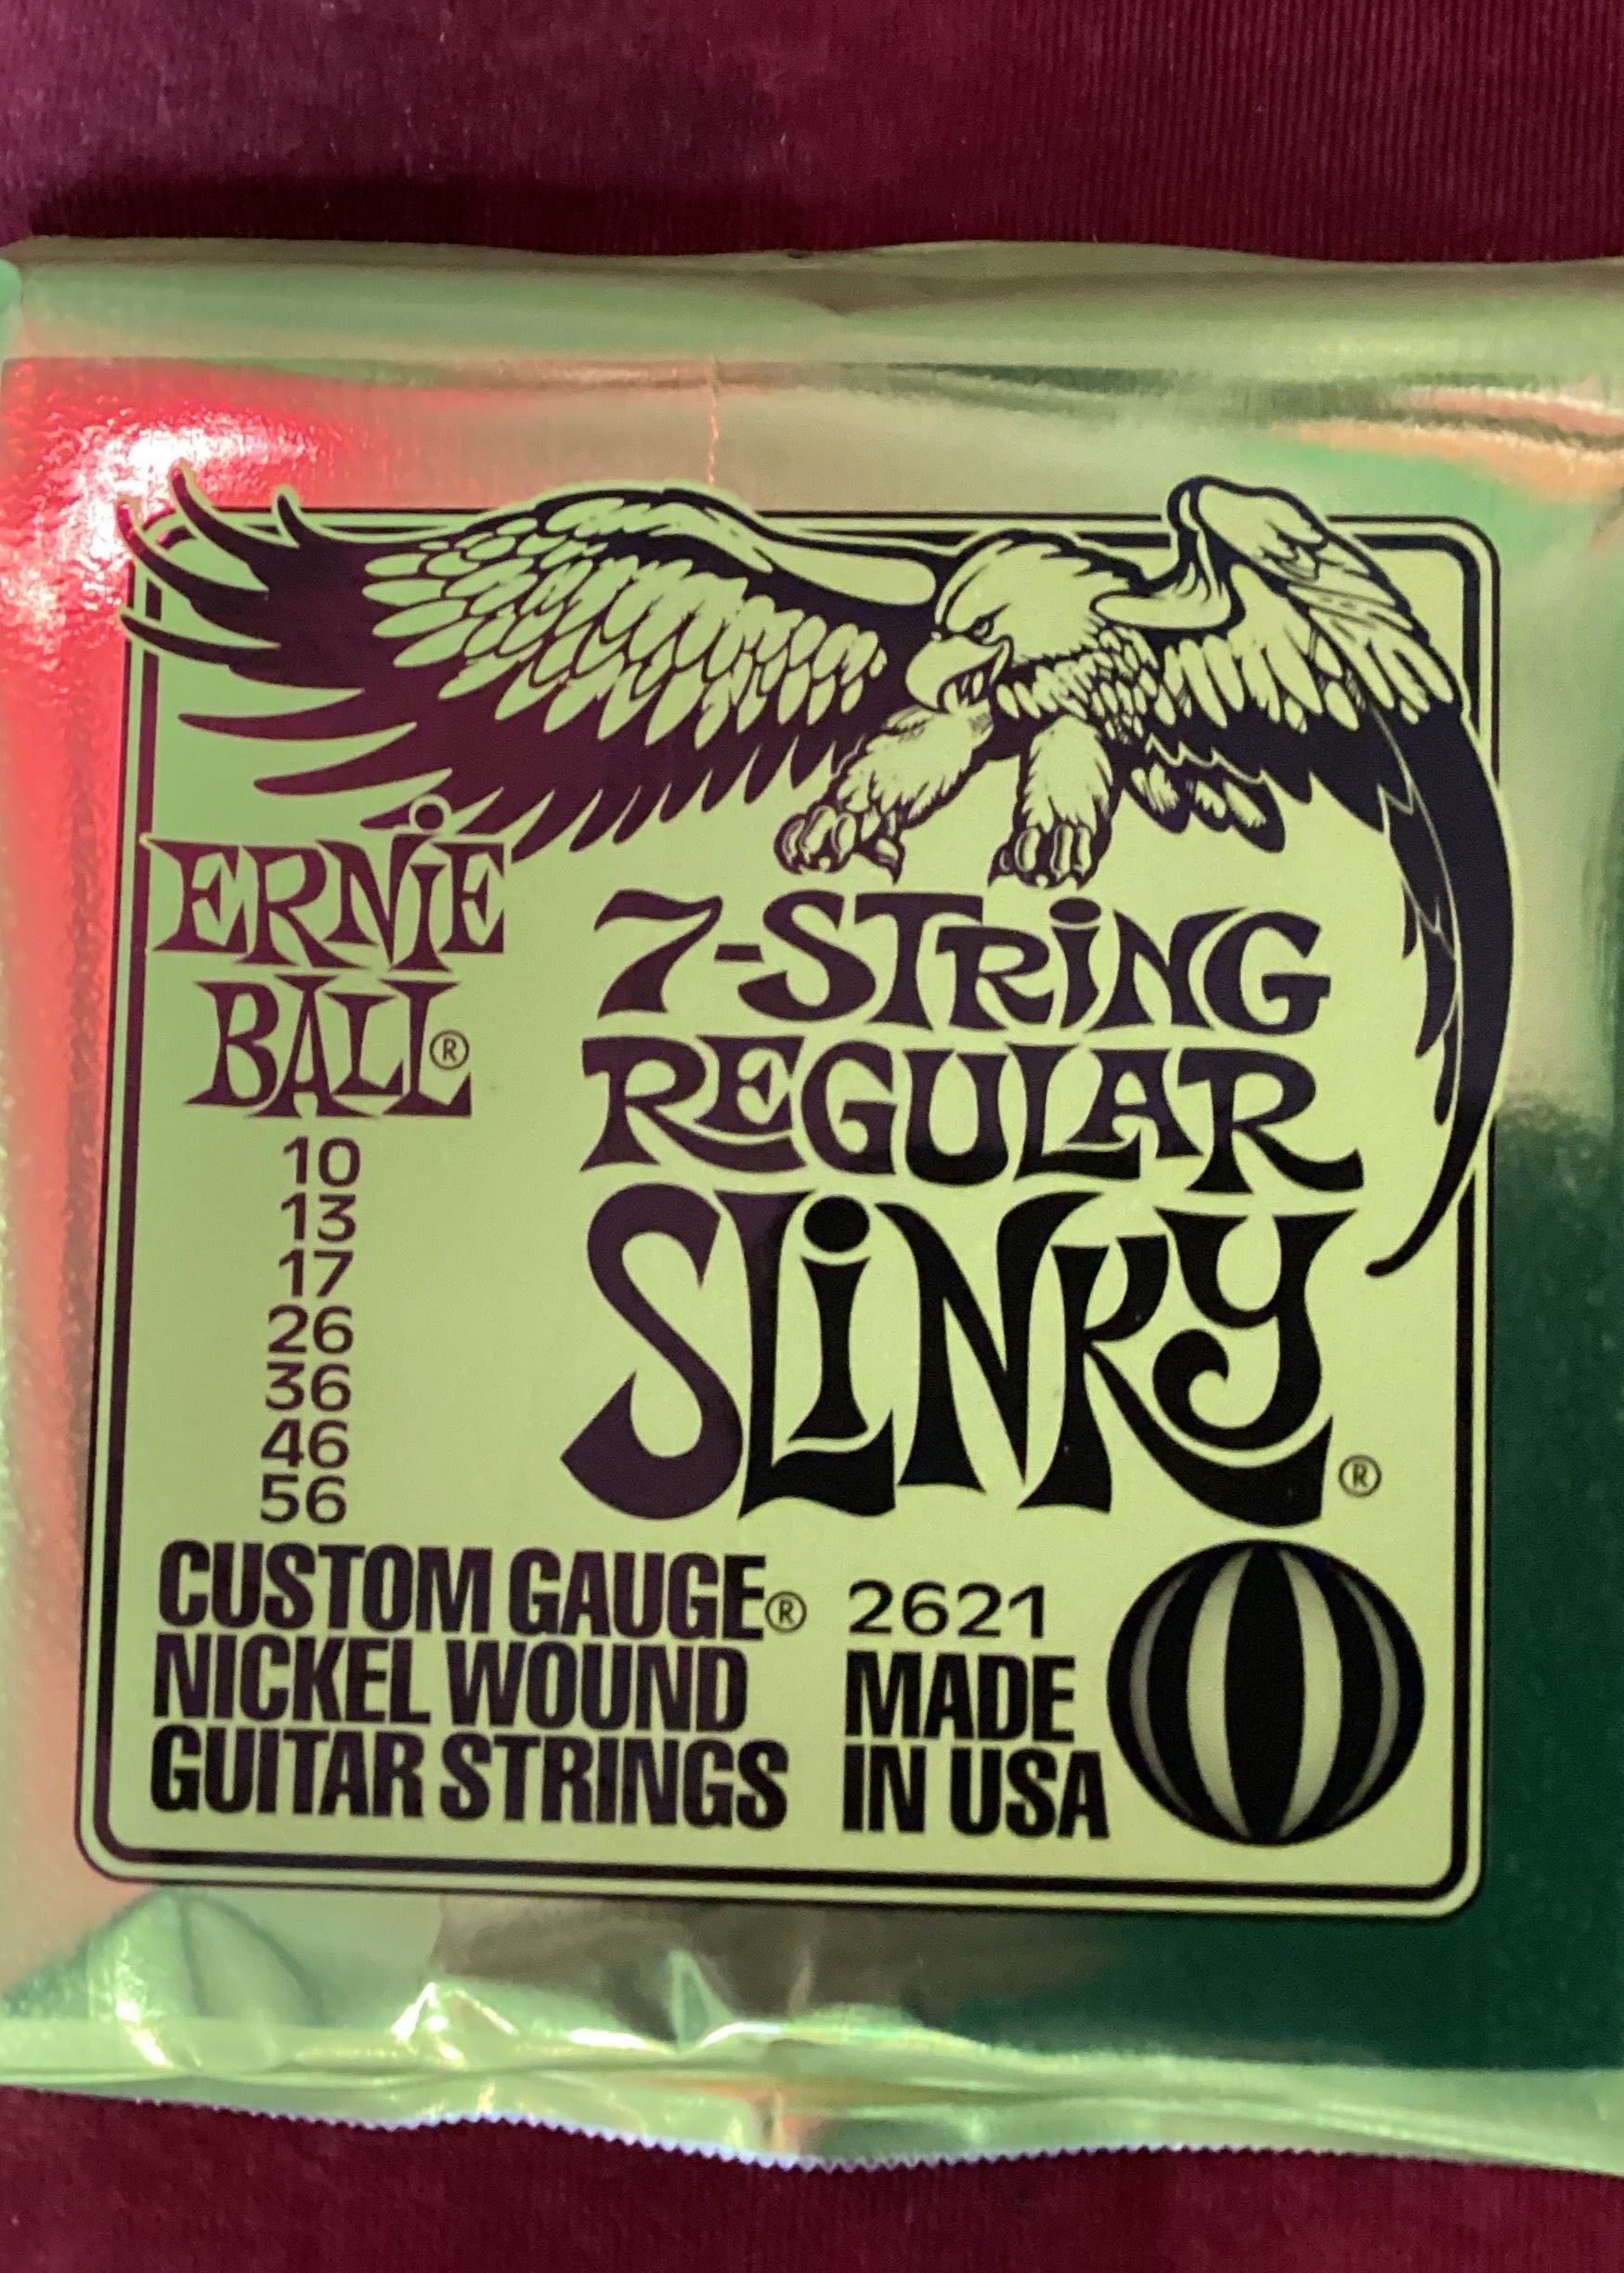 ERNiE
BALL®
10
13
17
26
36
46
56
7-STRiNG
REGULAR
SLiNKY®
CUSTOM GAUGE®
NICKEL WOUND
GUITAR STRINGS
2621
MADE
IN USA